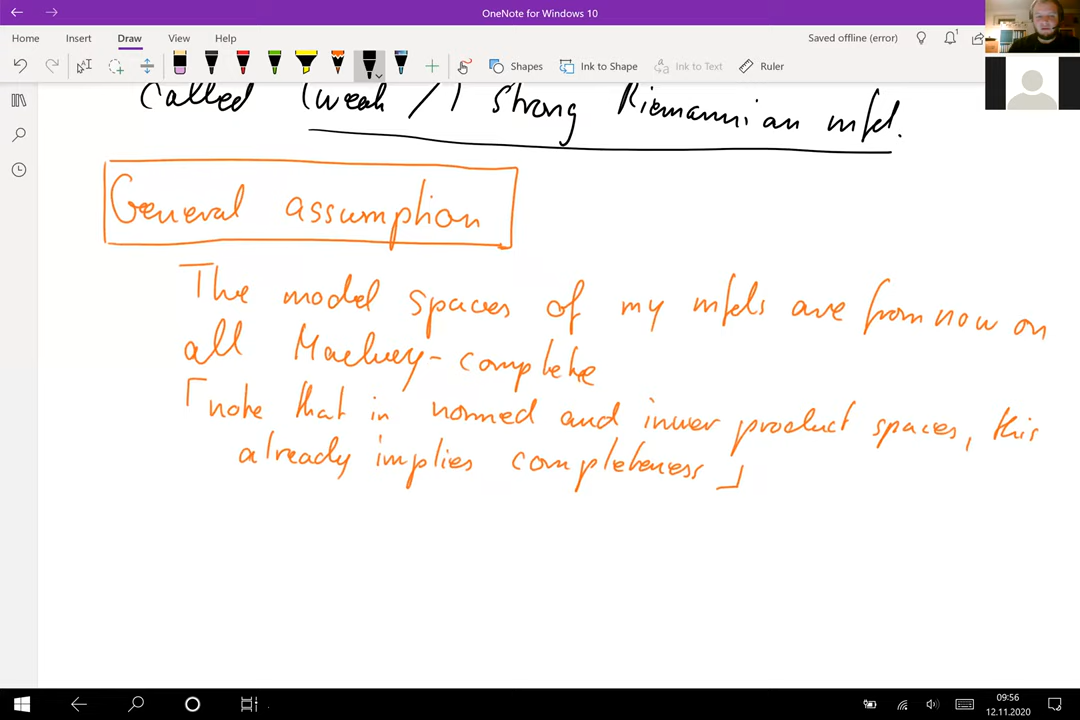 OneNote for Windows 10
Home Insert Draw View Help Saved offline (error)
Shapes Ink to Shape Ink to Text Ruler
called (weak /) strong Riemannian mfd.
General assumption
The model spaces of my mfds are from now on
all Mackey-complete
⌈note that in normed and inner product spaces, this
already implies completeness⌋
09:56
12.11.2020